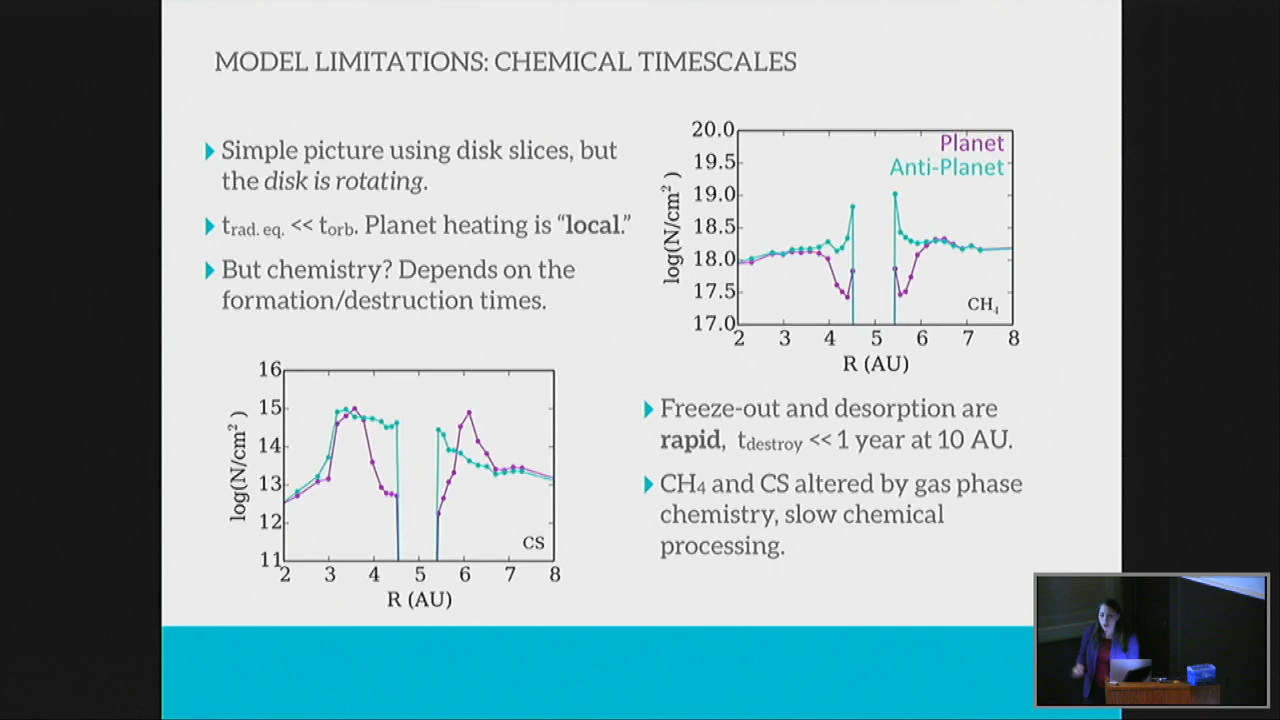 MODEL LIMITATIONS: CHEMICAL TIMESCALES
Simple picture using disk slices, but
the disk is rotating.
t_rad. eq. << t_orb. Planet heating is “local.”
But chemistry? Depends on the
formation/destruction times.
20.0
19.5
19.0
18.5
18.0
17.5
17.0
log(N/cm²)
Planet
Anti-Planet
CH₄
2 3 4 5 6 7 8
R (AU)
16
15
14
13
12
11
log(N/cm²)
CS
2 3 4 5 6 7 8
R (AU)
Freeze-out and desorption are
rapid, t_destroy << 1 year at 10 AU.
CH₄ and CS altered by gas phase
chemistry, slow chemical
processing.